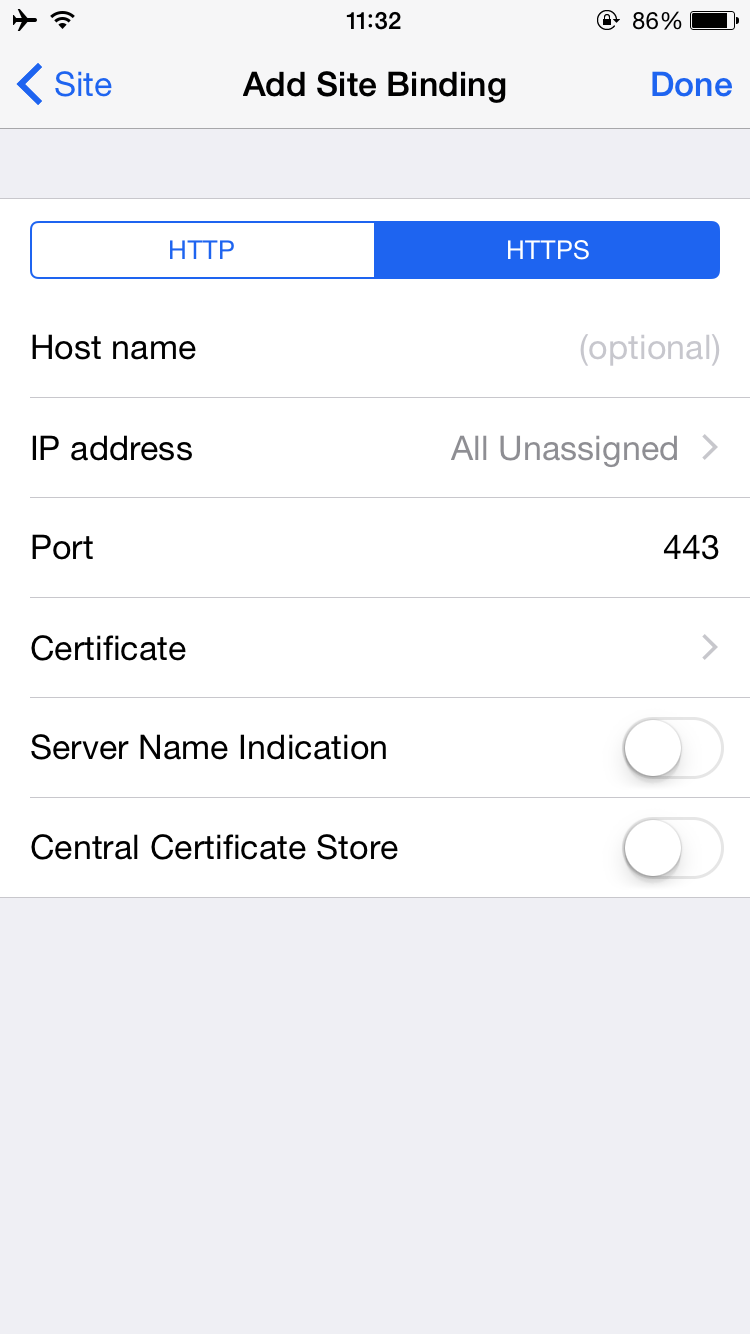 11:32 86%
Site Add Site Binding Done
HTTP HTTPS
Host name (optional)
IP address All Unassigned
Port 443
Certificate
Server Name Indication
Central Certificate Store